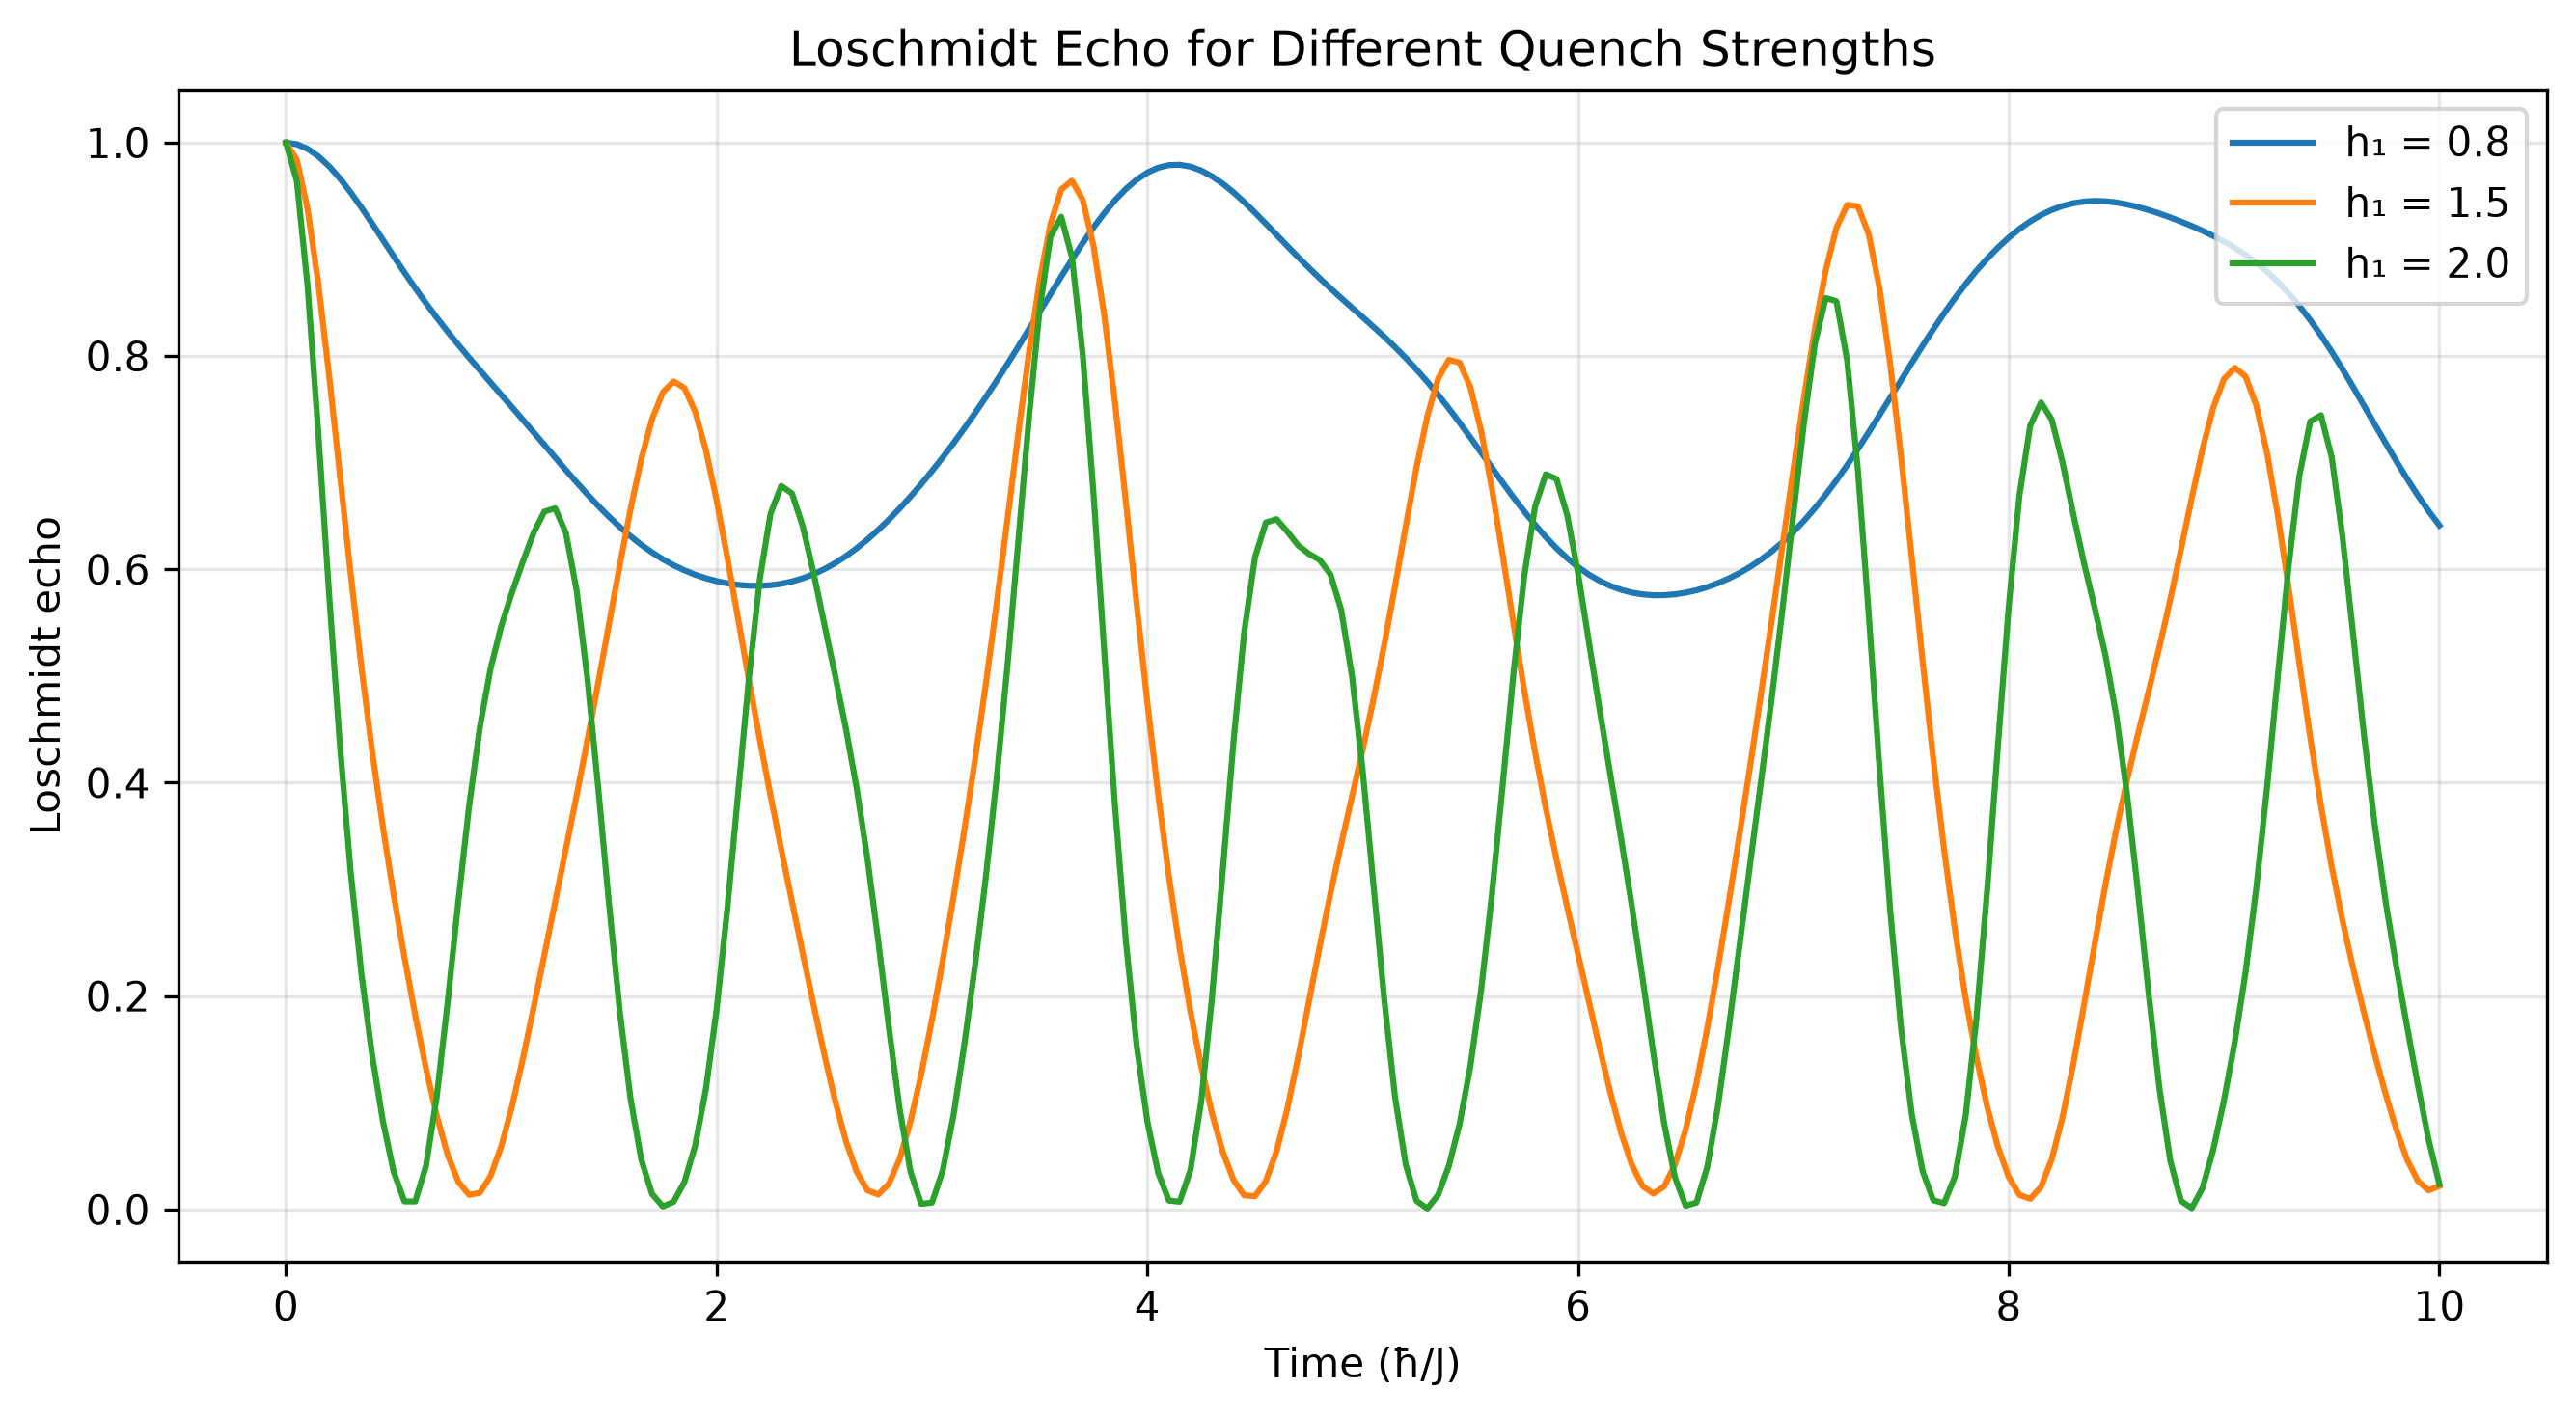 Loschmidt Echo for Different Quench Strengths
h₁ = 0.8
h₁ = 1.5
h₁ = 2.0
Loschmidt echo
1.0
0.8
0.6
0.4
0.2
0.0
0 2 4 6 8 10
Time (ħ/J)